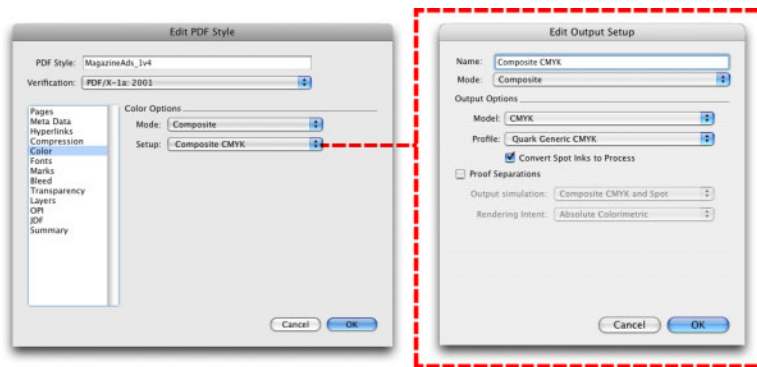 Edit PDF Style
PDF Style: MagazineAds_1v4
Verification: PDF/X-1a: 2001
Pages
Meta Data
Hyperlinks
Compression
Color
Fonts
Marks
Bleed
Transparency
Layers
OPI
JDF
Summary
Color Options
Mode: Composite
Setup: Composite CMYK
Cancel OK
Edit Output Setup
Name: Composite CMYK
Mode: Composite
Output Options
Model: CMYK
Profile: Quark Generic CMYK
Convert Spot Inks to Process
Proof Separations
Output simulation: Composite CMYK and Spot
Rendering Intent: Absolute Colorimetric
Cancel OK